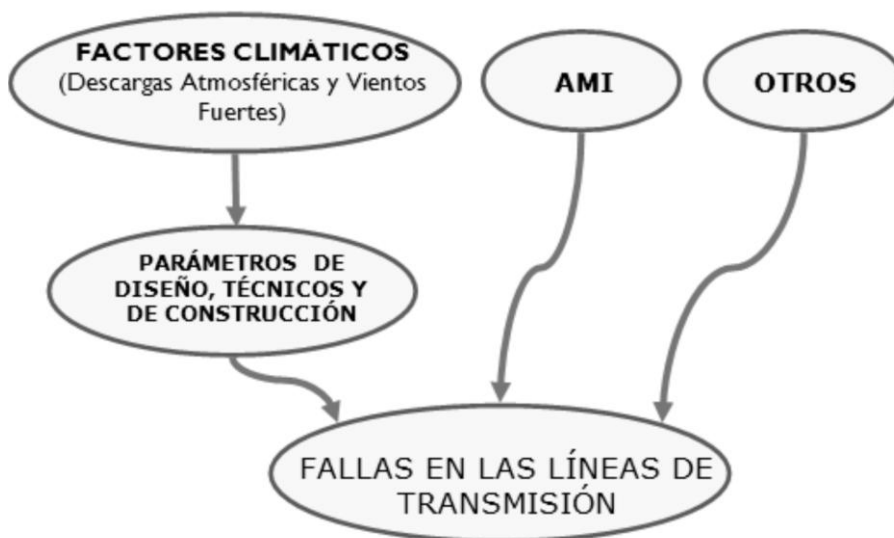 FACTORES CLIMÁTICOS
(Descargas Atmosféricas y Vientos
Fuertes)
AMI
OTROS
PARÁMETROS DE
DISEÑO, TÉCNICOS Y
DE CONSTRUCCIÓN
FALLAS EN LAS LÍNEAS DE
TRANSMISIÓN